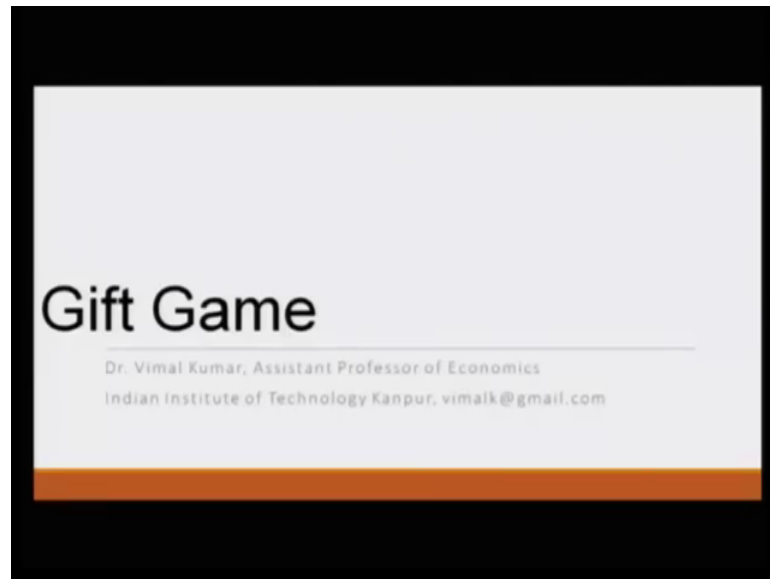 Gift Game
Dr. Vimal Kumar, Assistant Professor of Economics
Indian Institute of Technology Kanpur, vimalk@gmail.com